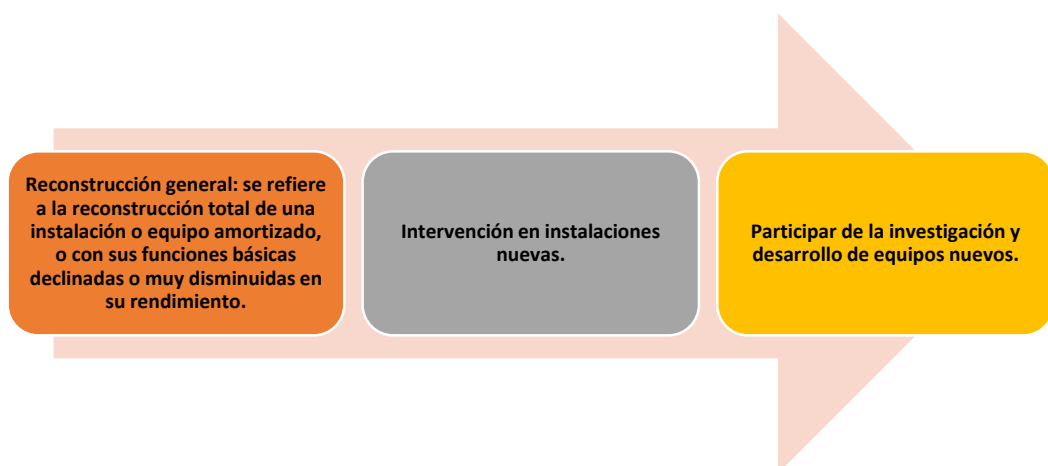 Reconstrucción general: se refiere
a la reconstrucción total de una
instalación o equipo amortizado,
o con sus funciones básicas
declinadas o muy disminuidas en
su rendimiento.
Intervención en instalaciones
nuevas.
Participar de la investigación y
desarrollo de equipos nuevos.